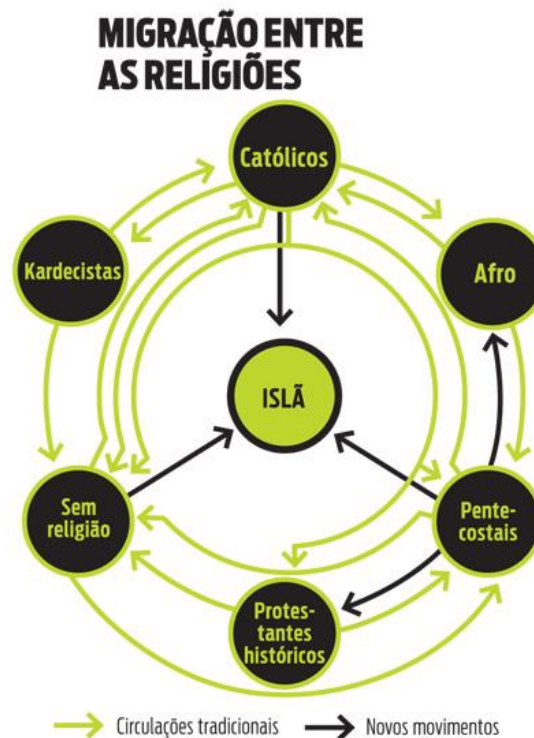 MIGRAÇÃO ENTRE
AS RELIGIÕES
Católicos
Kardecistas
Afro
ISLÃ
Sem
religião
Pente-
costais
Protes-
tantes
históricos
Circulações tradicionais
Novos movimentos